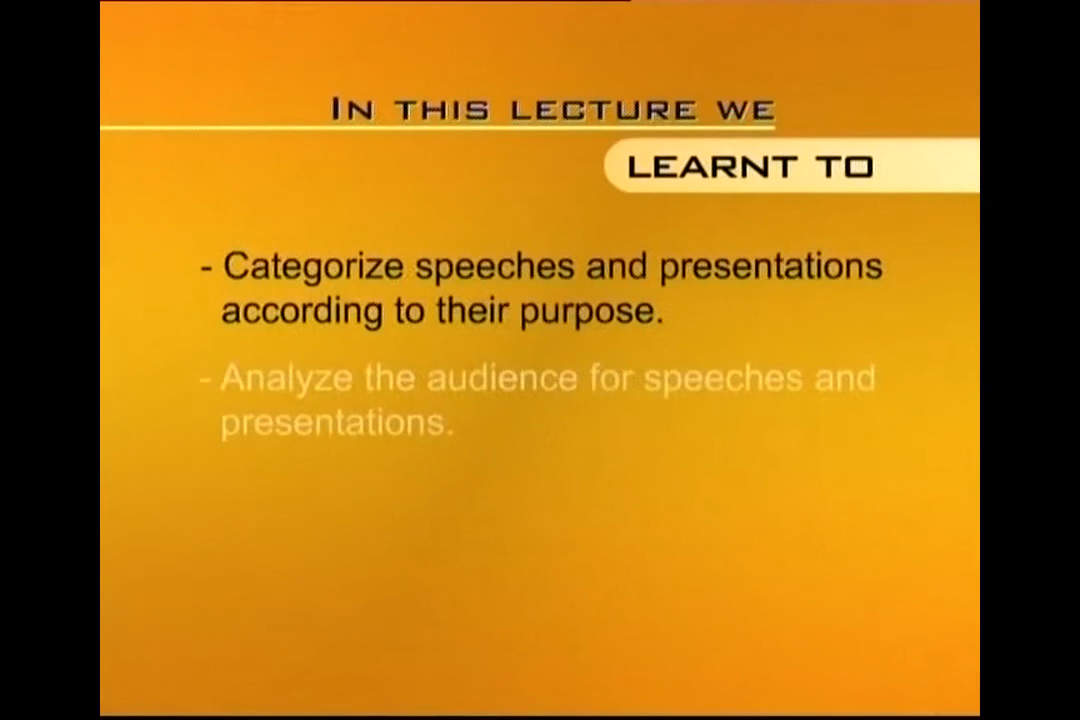 IN THIS LECTURE WE
LEARNT TO
- Categorize speeches and presentations
according to their purpose.
- Analyze the audience for speeches and
presentations.